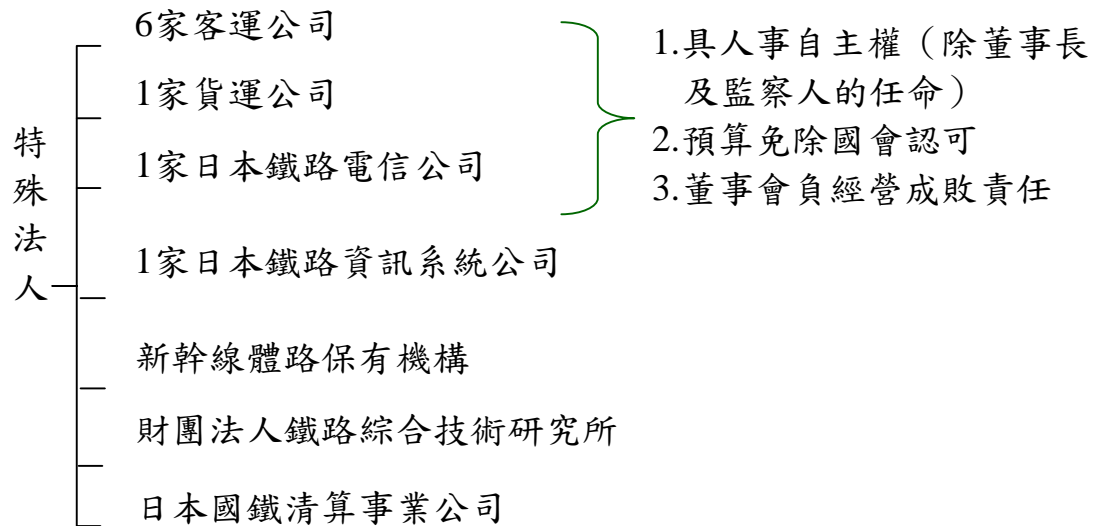 特殊法人
6家客運公司
1家貨運公司
1家日本鐵路電信公司
1家日本鐵路資訊系統公司
新幹線體路保有機構
財團法人鐵路綜合技術研究所
日本國鐵清算事業公司
1.具人事自主權（除董事長
及監察人的任命）
2.預算免除國會認可
3.董事會負經營成敗責任